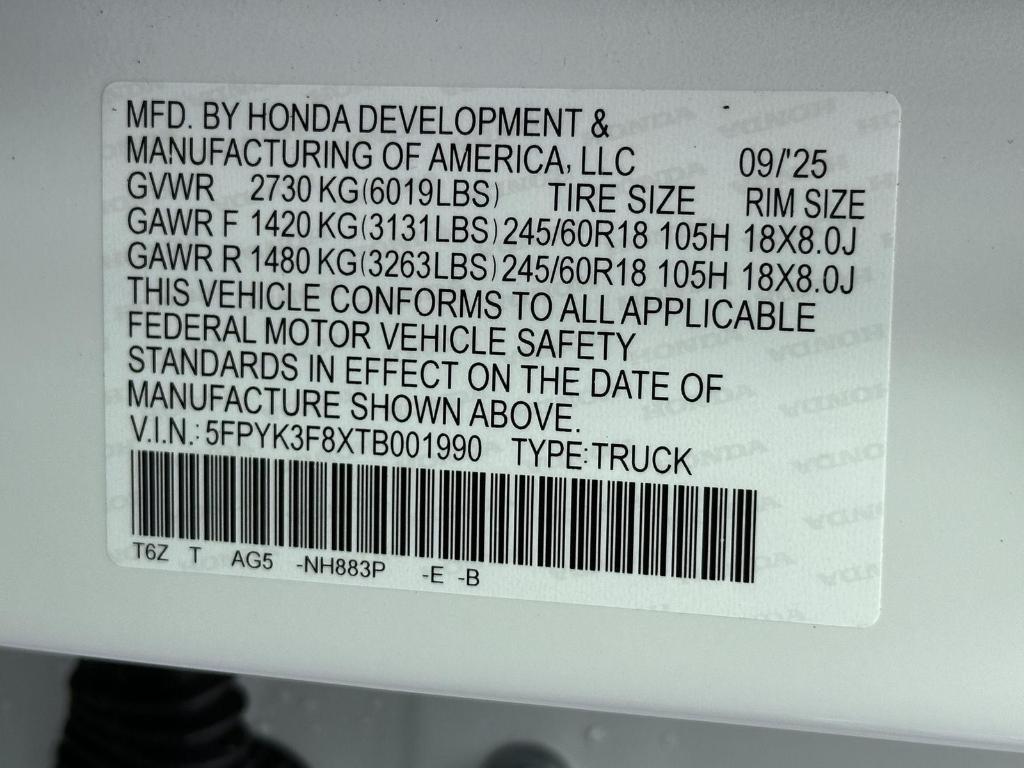 MFD. BY HONDA DEVELOPMENT &
MANUFACTURING OF AMERICA, LLC 09/'25
GVWR 2730 KG(6019LBS) TIRE SIZE RIM SIZE
GAWR F 1420 KG(3131LBS) 245/60R18 105H 18X8.0J
GAWR R 1480 KG(3263LBS) 245/60R18 105H 18X8.0J
THIS VEHICLE CONFORMS TO ALL APPLICABLE
FEDERAL MOTOR VEHICLE SAFETY
STANDARDS IN EFFECT ON THE DATE OF
MANUFACTURE SHOWN ABOVE.
V.I.N.: 5FPYK3F8XTB001990 TYPE:TRUCK
T6Z T AG5 -NH883P -E -B